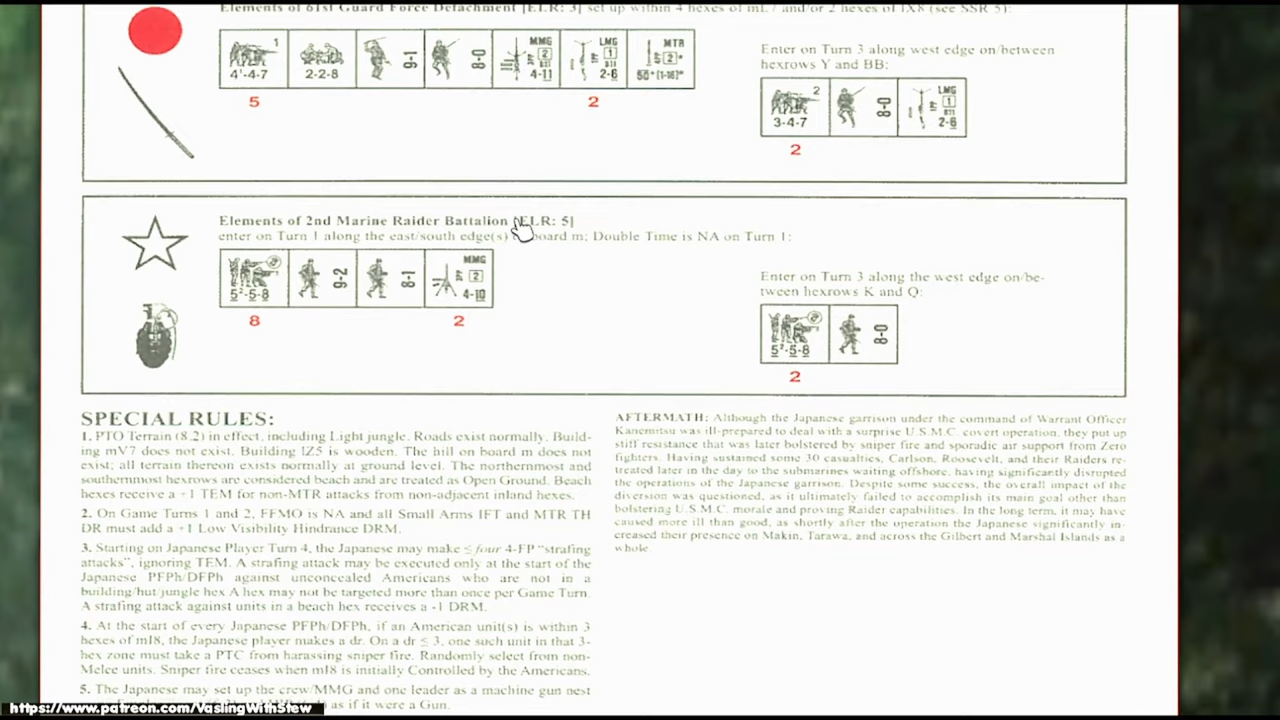 Elements of 61st Guard Force Detachment [ELR: 3] set up within 4 hexes of mL7 and/or 2 hexes of lX8 (see SSR 5):
1
4¹-4-7
2-2-8
9-1
8-0
MMG
2
B11
4-11
LMG
1
B11
2-6
MTR
2*
50* [1-16]*
5
2
Enter on Turn 3 along west edge on/between
hexrows Y and BB:
2
3-4-7
8-0
LMG
1
B11
2-6
2
Elements of 2nd Marine Raider Battalion [ELR: 5]
enter on Turn 1 along the east/south edge(s) board m; Double Time is NA on Turn 1:
5²-5-8
9-2
8-1
MMG
2
4-10
8
2
Enter on Turn 3 along the west edge on/be-
tween hexrows K and Q:
5²-5-8
8-0
2
SPECIAL RULES:
1. PTO Terrain (8.2) in effect, including Light jungle. Roads exist normally. Build-
ing mV7 does not exist. Building lZ5 is wooden. The hill on board m does not
exist; all terrain thereon exists normally at ground level. The northernmost and
southernmost hexrows are considered beach and are treated as Open Ground. Beach
hexes receive a +1 TEM for non-MTR attacks from non-adjacent inland hexes.
2. On Game Turns 1 and 2, FFMO is NA and all Small Arms IFT and MTR TH
DR must add a +1 Low Visibility Hindrance DRM.
3. Starting on Japanese Player Turn 4, the Japanese may make ≤ four 4-FP “strafing
attacks”, ignoring TEM. A strafing attack may be executed only at the start of the
Japanese PFPh/DFPh against unconcealed Americans who are not in a
building/hut/jungle hex A hex may not be targeted more than once per Game Turn.
A strafing attack against units in a beach hex receives a -1 DRM.
4. At the start of every Japanese PFPh/DFPh, if an American unit(s) is within 3
hexes of mI8, the Japanese player makes a dr. On a dr ≤ 3, one such unit in that 3-
hex zone must take a PTC from harassing sniper fire. Randomly select from non-
Melee units. Sniper fire ceases when mI8 is initially Controlled by the Americans.
5. The Japanese may set up the crew/MMG and one leader as a machine gun nest
as if it were a Gun.
AFTERMATH: Although the Japanese garrison under the command of Warrant Officer
Kanemitsu was ill-prepared to deal with a surprise U.S.M.C. covert operation, they put up
stiff resistance that was later bolstered by sniper fire and sporadic air support from Zero
fighters. Having sustained some 30 casualties, Carlson, Roosevelt, and their Raiders re-
treated later in the day to the submarines waiting offshore, having significantly disrupted
the operations of the Japanese garrison. Despite some success, the overall impact of the
diversion was questioned, as it ultimately failed to accomplish its main goal other than
bolstering U.S.M.C. morale and proving Raider capabilities. In the long term, it may have
caused more ill than good, as shortly after the operation the Japanese significantly in-
creased their presence on Makin, Tarawa, and across the Gilbert and Marshal Islands as a
whole.
https://www.patreon.com/VaslingWithStew